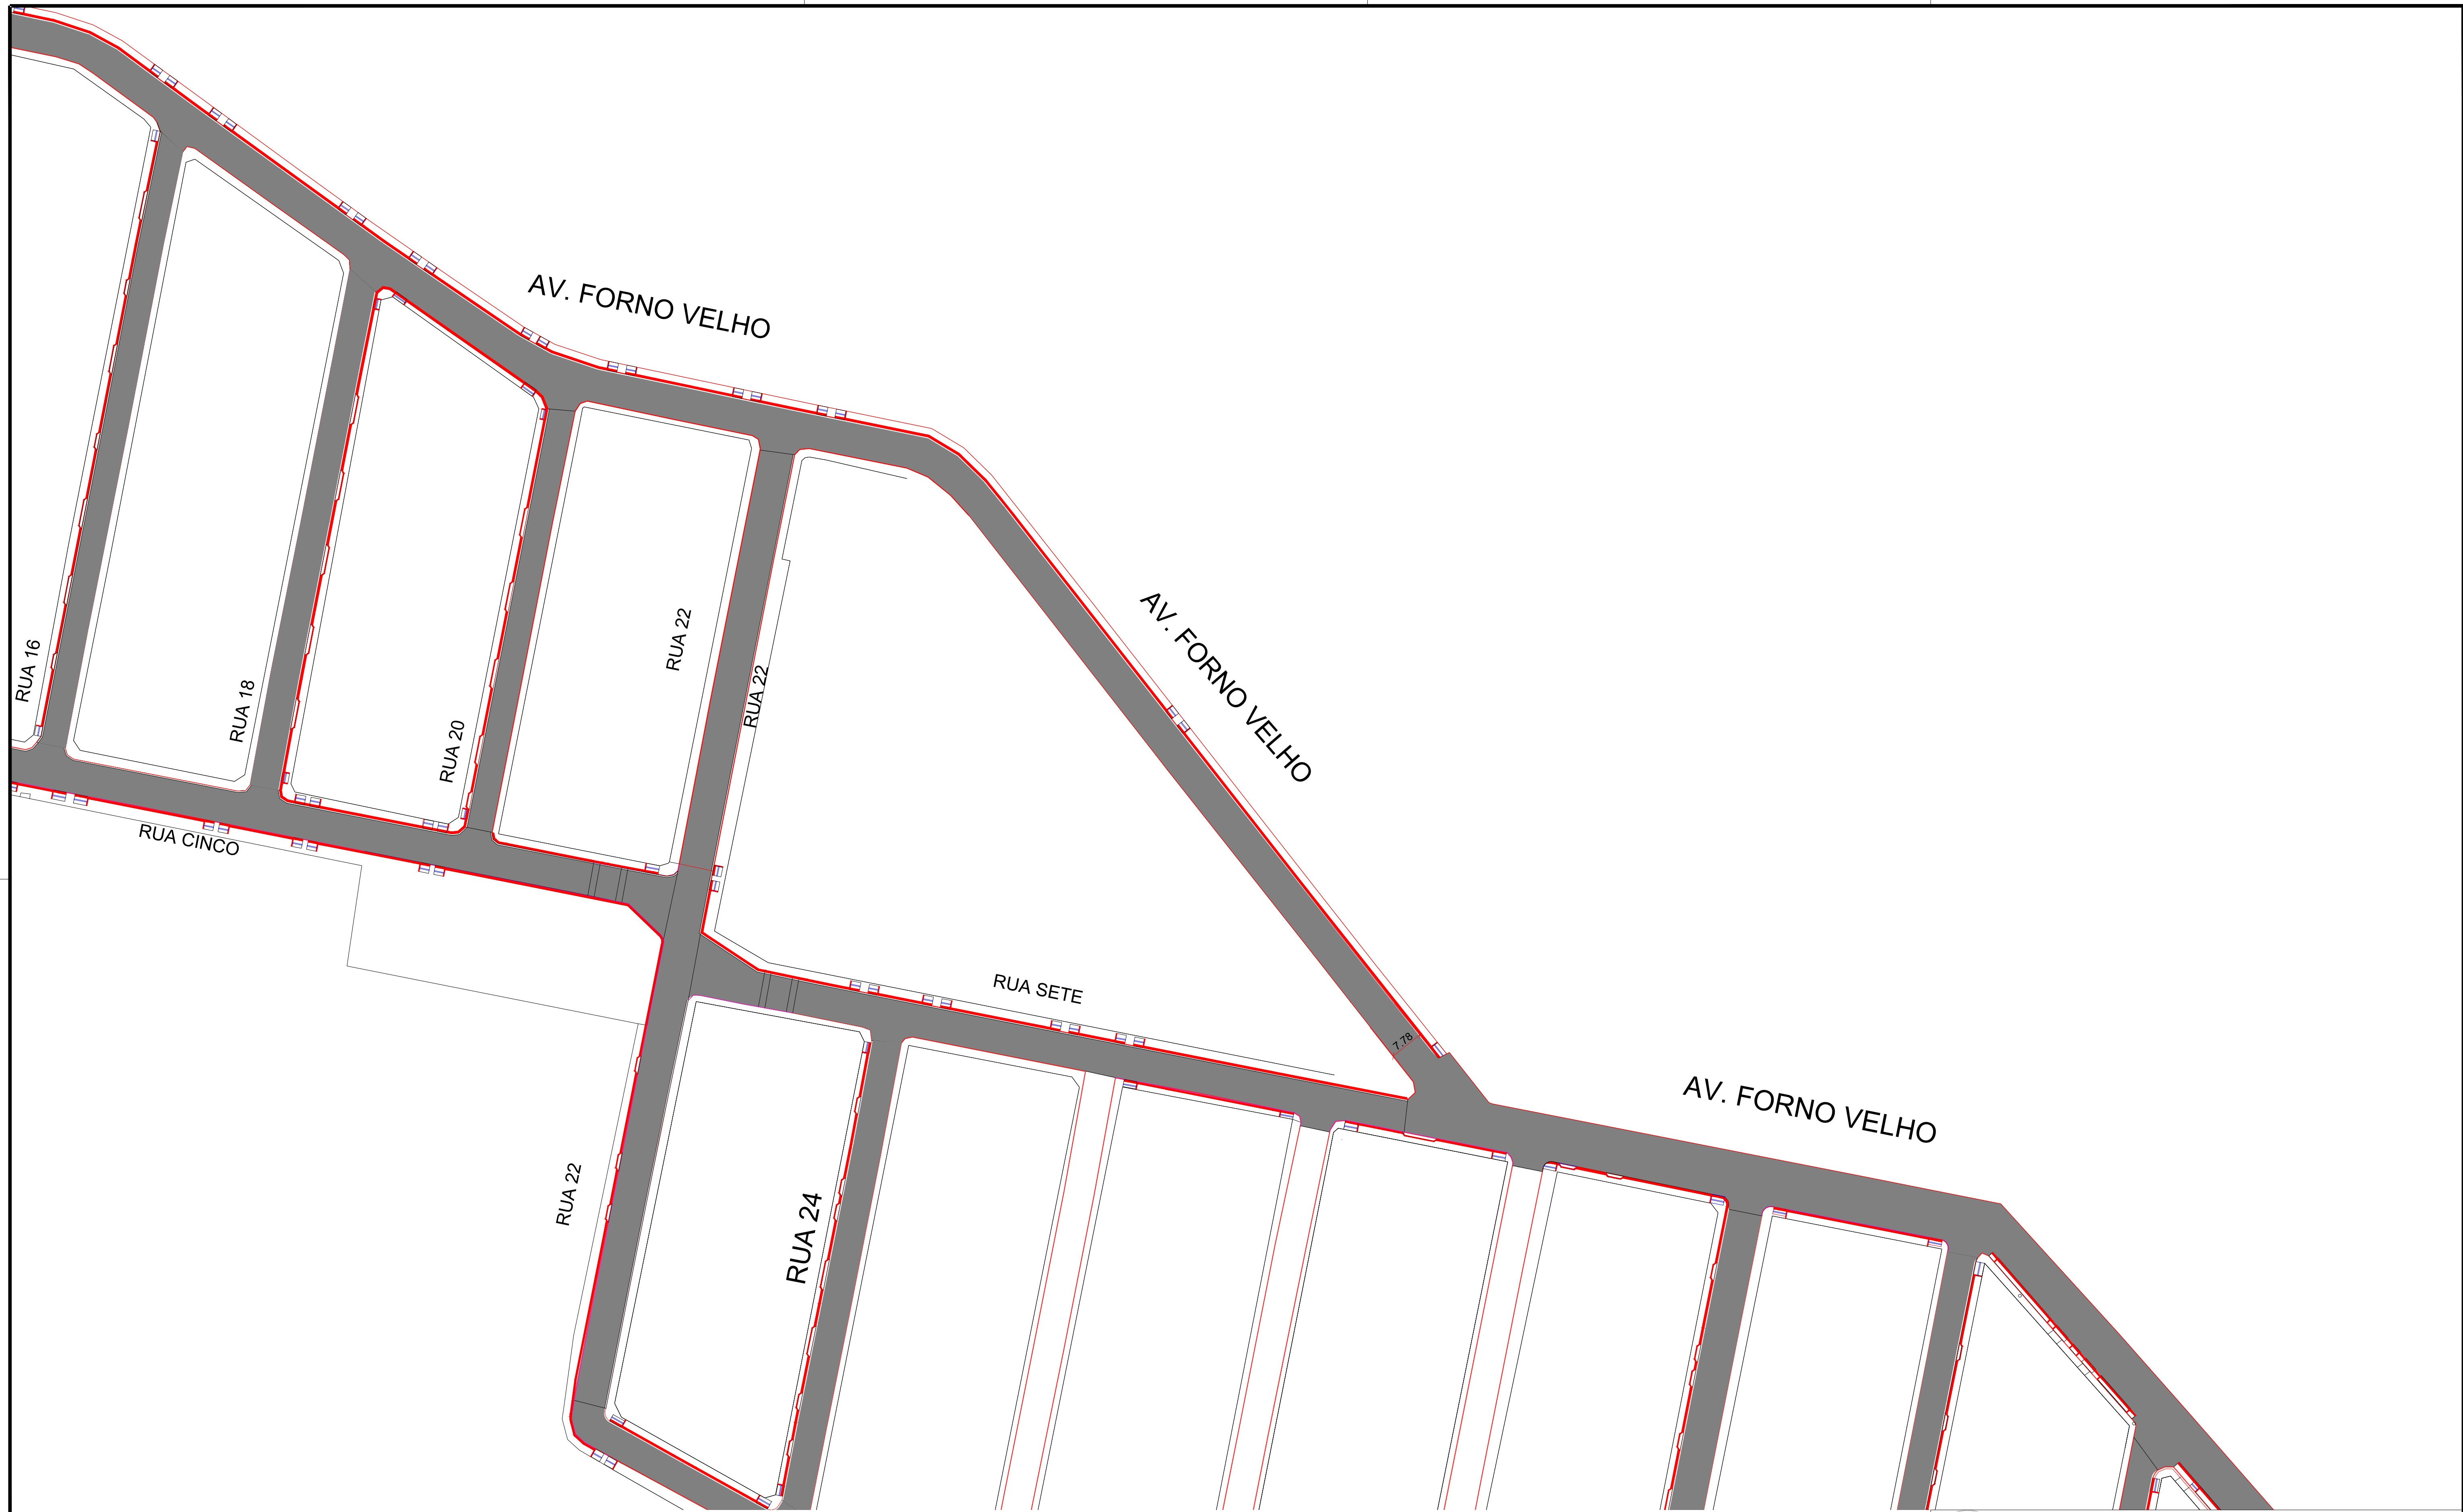 AV. FORNO VELHO
AV. FORNO VELHO
RUA 16
RUA 18
RUA 20
RUA 22
RUA 22
RUA CINCO
RUA SETE
7.78
AV. FORNO VELHO
RUA 22
RUA 24